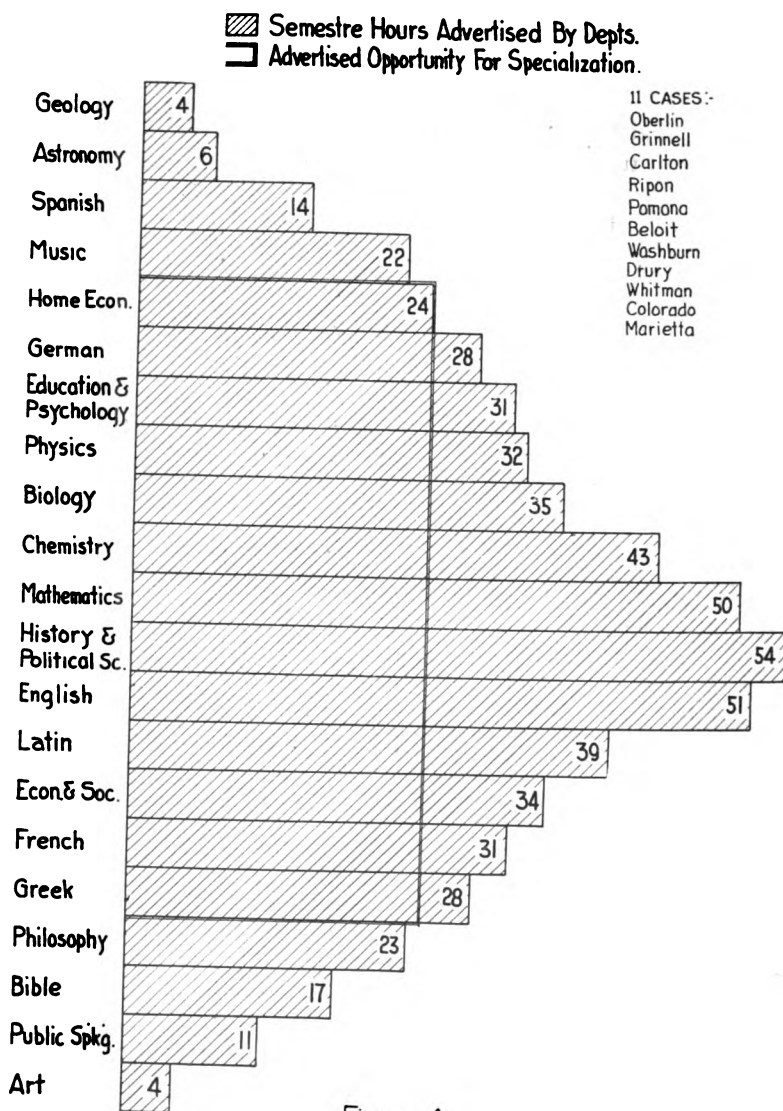 Semestre Hours Advertised By Depts.
Advertised Opportunity For Specialization.
11 CASES:-
Oberlin
Grinnell
Carlton
Ripon
Pomona
Beloit
Washburn
Drury
Whitman
Colorado
Marietta
Geology 4
Astronomy 6
Spanish 14
Music 22
Home Econ. 24
German 28
Education &
Psychology 31
Physics 32
Biology 35
Chemistry 43
Mathematics 50
History &
Political Sc. 54
English 51
Latin 39
Econ. & Soc. 34
French 31
Greek 28
Philosophy 23
Bible 17
Public Spkg. 11
Art 4